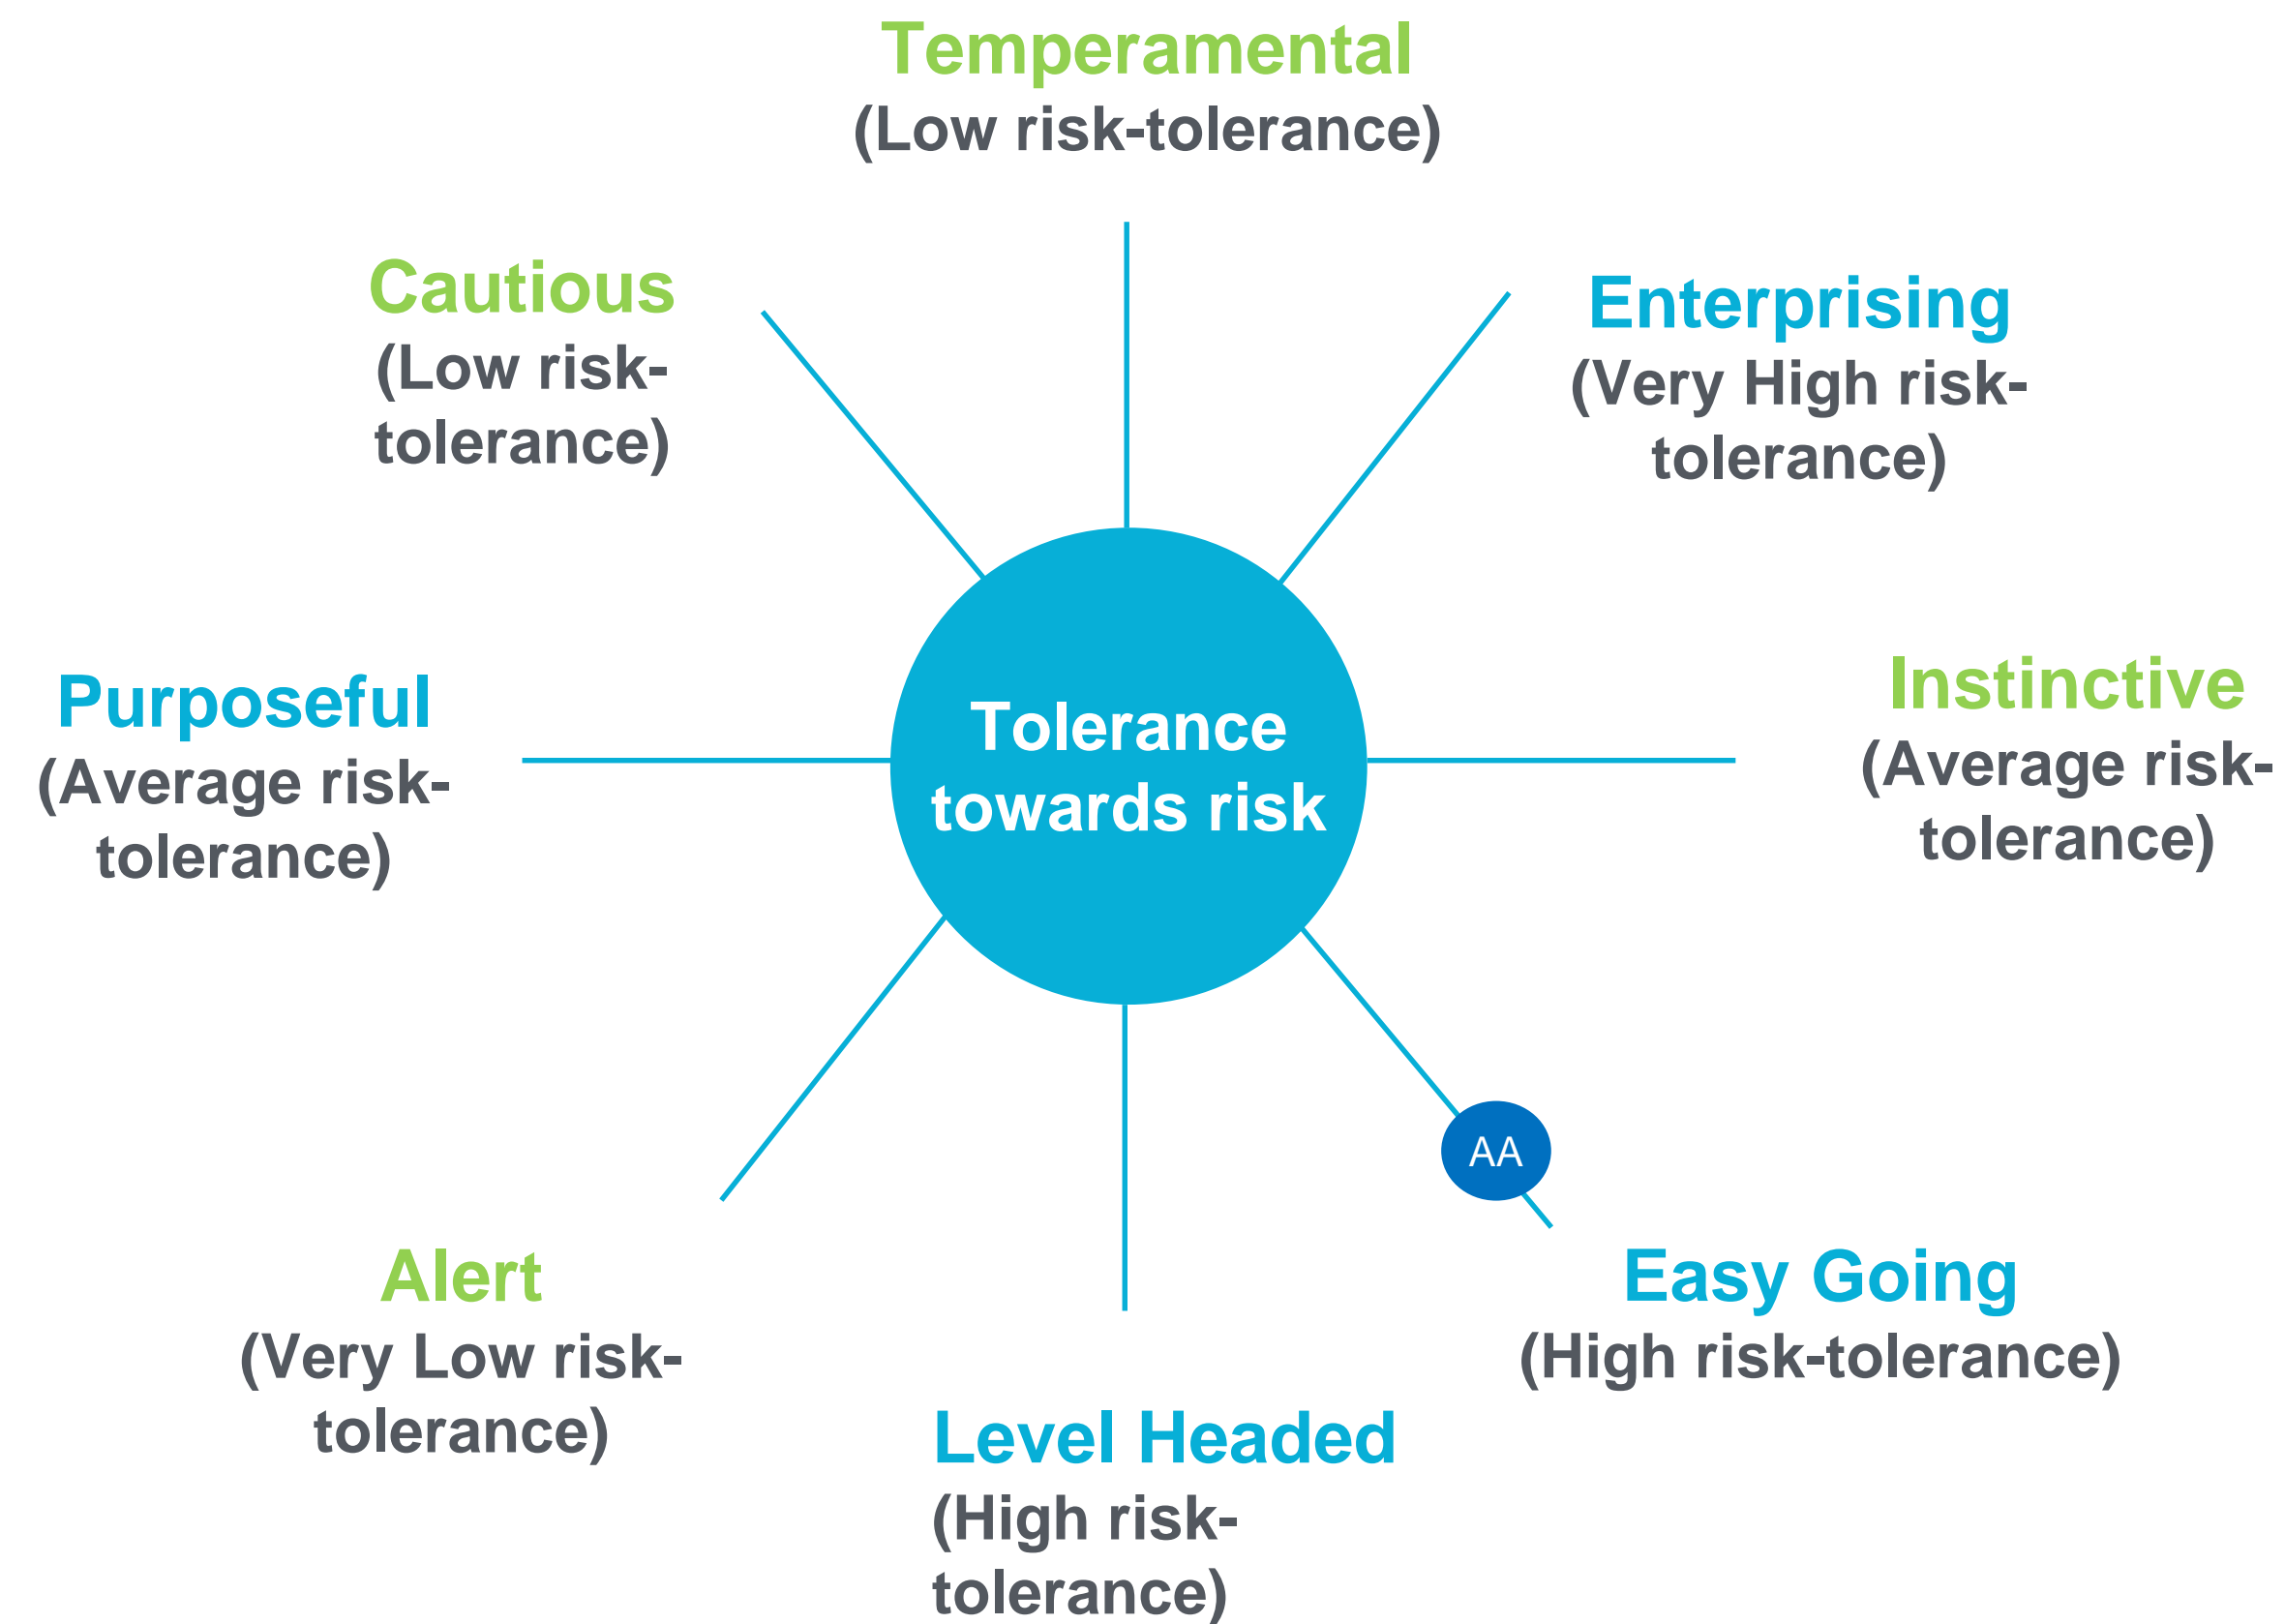 Temperamental
(Low risk-tolerance)
Cautious
(Low risk-
tolerance)
Enterprising
(Very High risk-
tolerance)
Purposeful
(Average risk-
tolerance)
Tolerance
towards risk
Instinctive
(Average risk-
tolerance)
AA
Alert
(Very Low risk-
tolerance)
Easy Going
(High risk-tolerance)
Level Headed
(High risk-
tolerance)